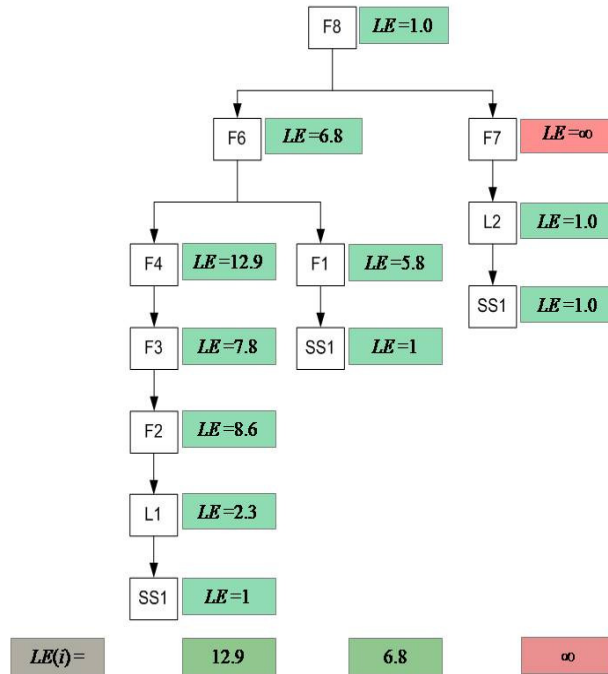 F8 LE=1.0
F6 LE=6.8 F7 LE=∞
L2 LE=1.0
F4 LE=12.9 F1 LE=5.8
SS1 LE=1.0
F3 LE=7.8 SS1 LE=1
F2 LE=8.6
L1 LE=2.3
SS1 LE=1
LE(i)= 12.9 6.8 ∞